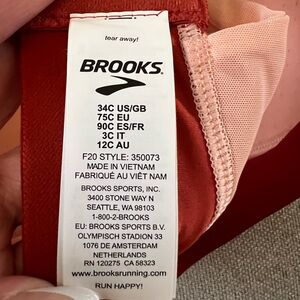 tear away!
BROOKS
34C US/GB
75C EU
90C ES/FR
3C IT
12C AU
F20 STYLE: 350073
MADE IN VIETNAM
FABRIQUÉ AU VIÊT NAM
BROOKS SPORTS, INC.
3400 STONE WAY N
SEATTLE, WA 98103
1-800-2-BROOKS
EU: BROOKS SPORTS B.V.
OLYMPISCH STADION 33
1076 DE AMSTERDAM
NETHERLANDS
RN 120275 CA 58323
www.brooksrunning.com
RUN HAPPY!